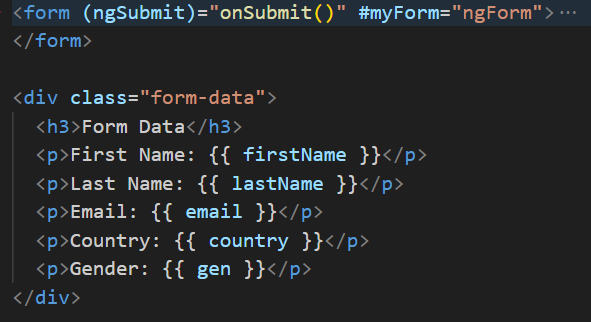 <form (ngSubmit)="onSubmit()" #myForm="ngForm">···
</form>
<div class="form-data">
<h3>Form Data</h3>
<p>First Name: {{ firstName }}</p>
<p>Last Name: {{ lastName }}</p>
<p>Email: {{ email }}</p>
<p>Country: {{ country }}</p>
<p>Gender: {{ gen }}</p>
</div>